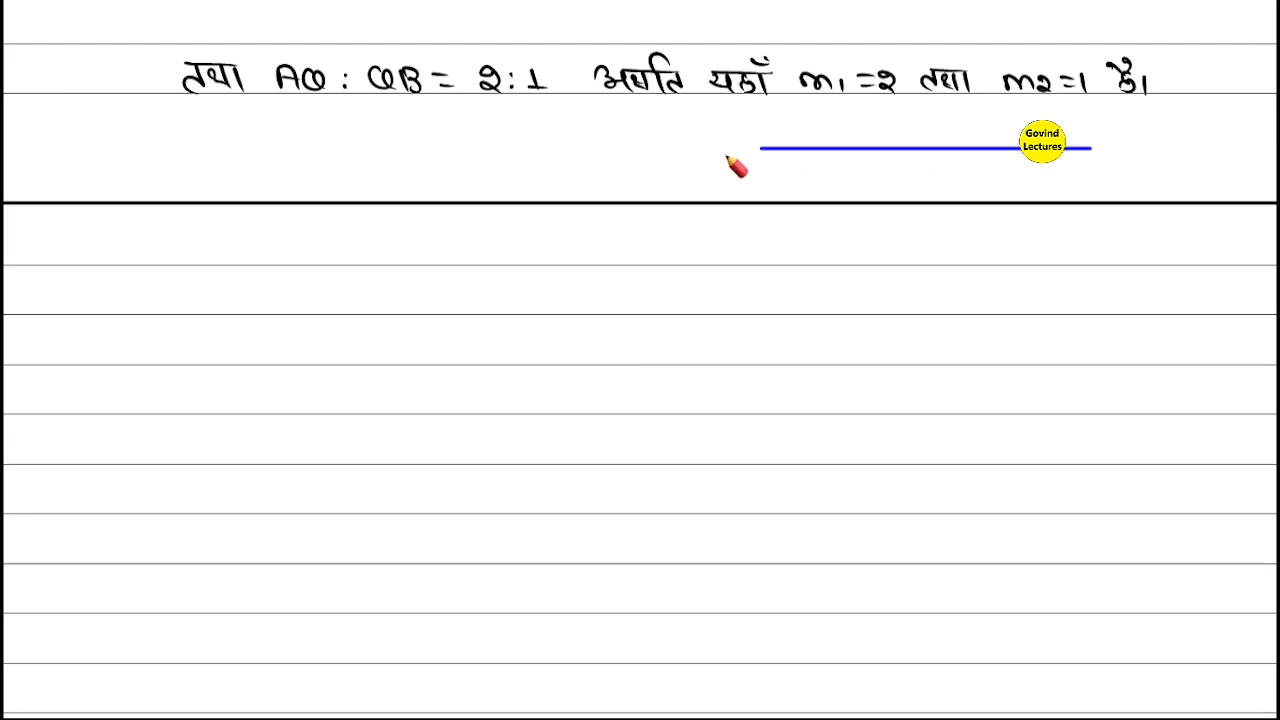 तथा AQ : QB = 2:1 अर्थात यहाँ m1 =2 तथा m2 =1 है।
Govind
Lectures